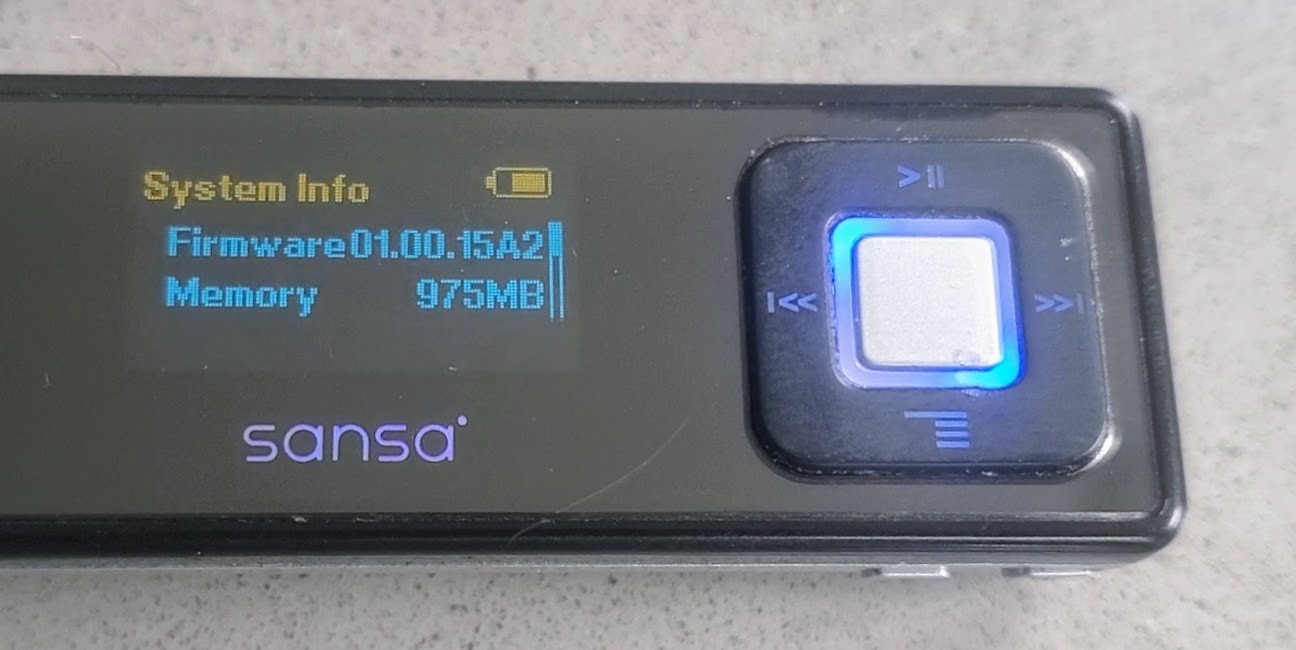 System Info
Firmware 01.00.15A2
Memory 975MB
sansa